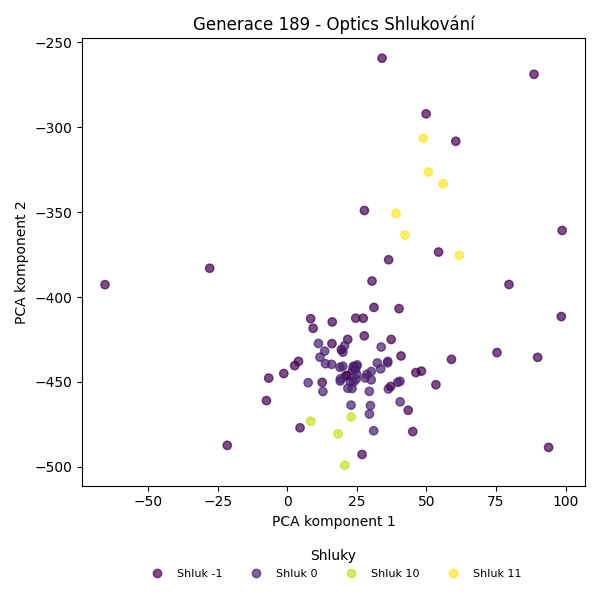 Generace 189 - Optics Shlukování
−250
−300
−350
−400
−450
−500
PCA komponent 2
−50
−25
0
25
50
75
100
PCA komponent 1
Shluky
Shluk -1
Shluk 0
Shluk 10
Shluk 11